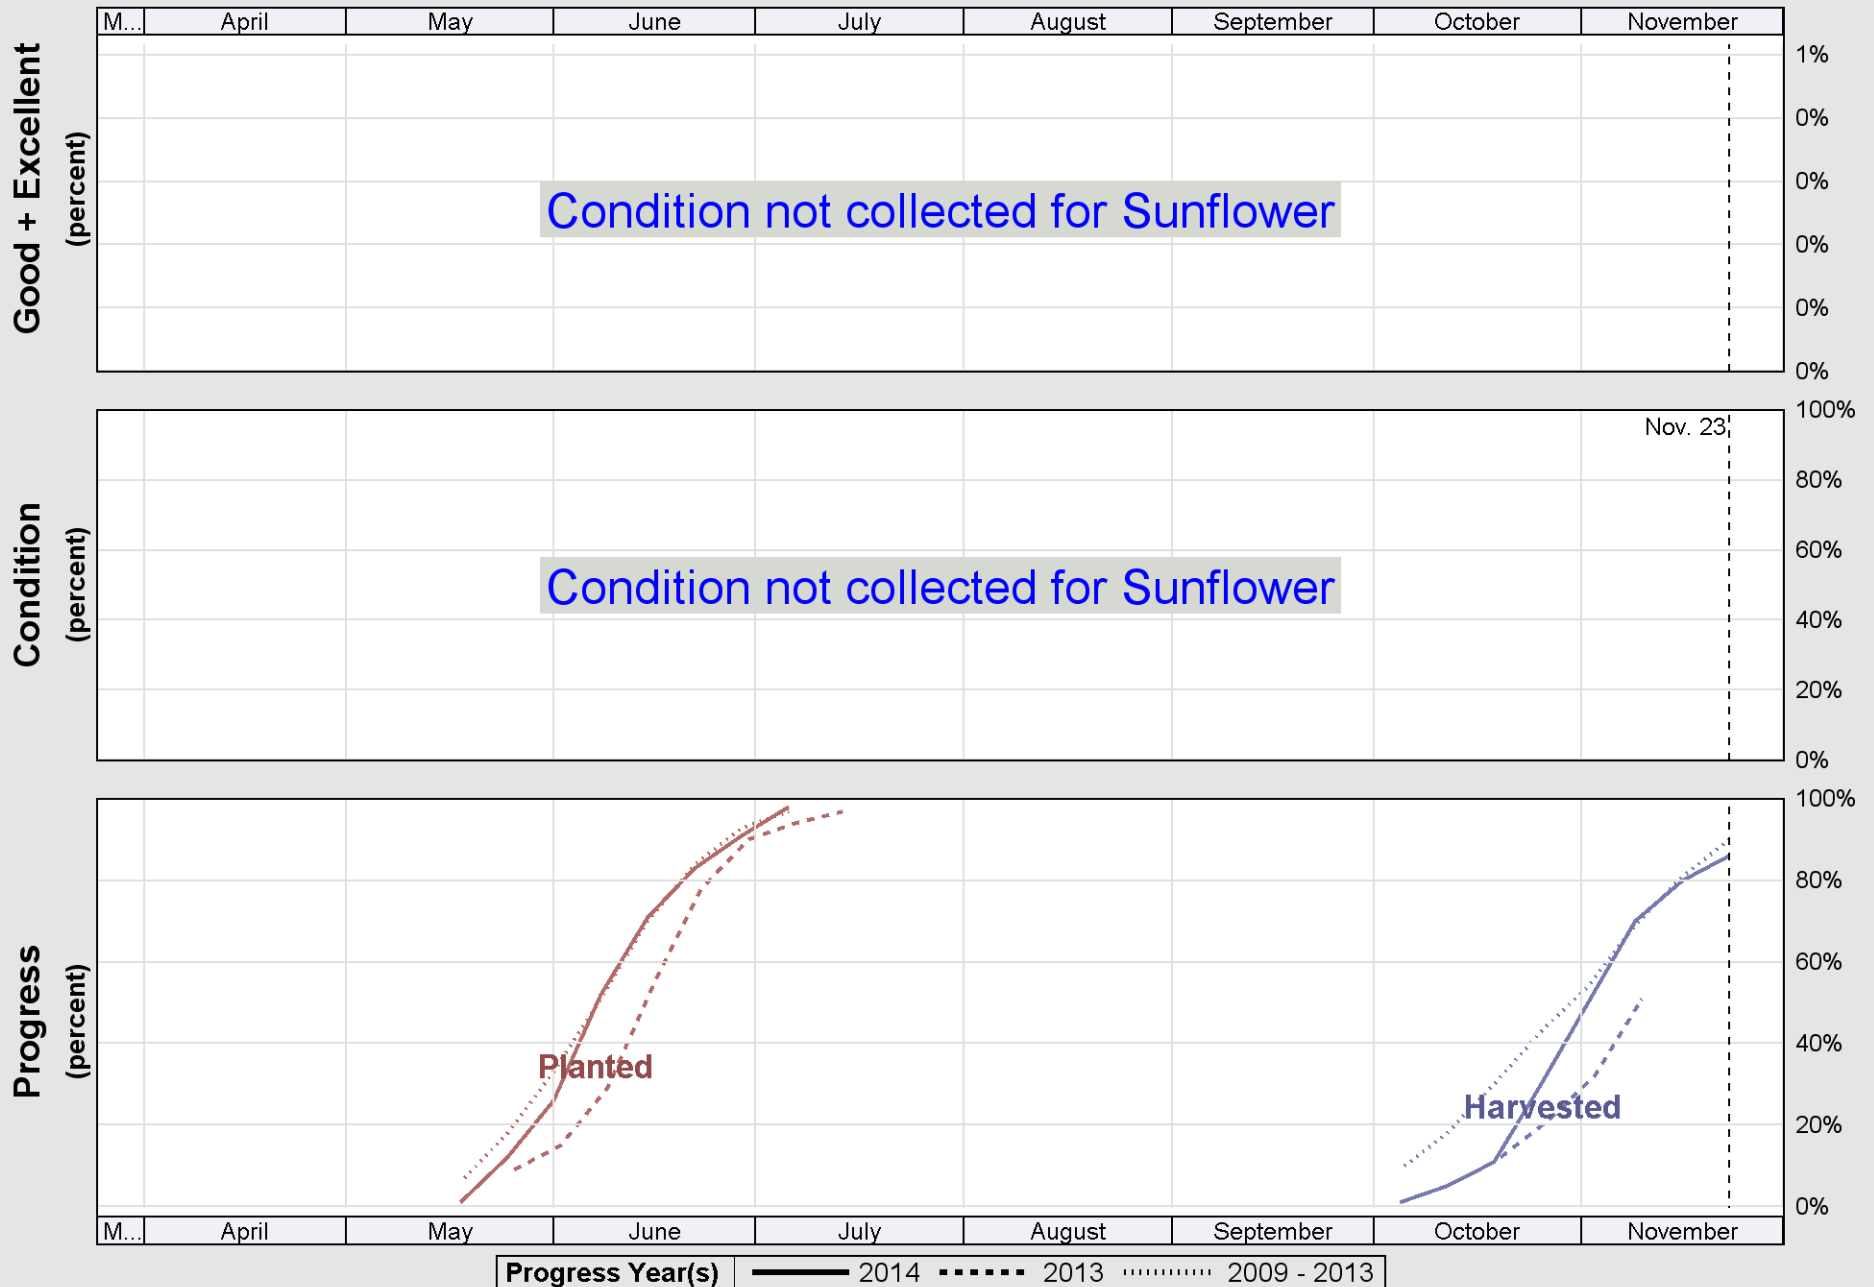 M... April May June July August September October November
Good + Excellent
(percent)
1%
0%
0%
0%
0%
0%
Condition not collected for Sunflower
Condition
(percent)
100%
80%
60%
40%
20%
0%
Nov. 23
Condition not collected for Sunflower
Progress
(percent)
100%
80%
60%
40%
20%
0%
Planted
Harvested
M... April May June July August September October November
Progress Year(s) 2014 2013 2009 - 2013